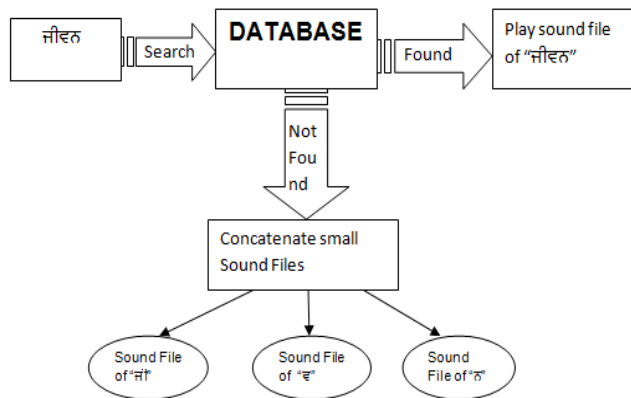 ਜੀਵਨ
Search
DATABASE
Found
Play sound file
of “ਜੀਵਨ”
Not
Fou
nd
Concatenate small
Sound Files
Sound File
of “ਜੀ”
Sound File
of “ਵ”
Sound
File of “ਨ”